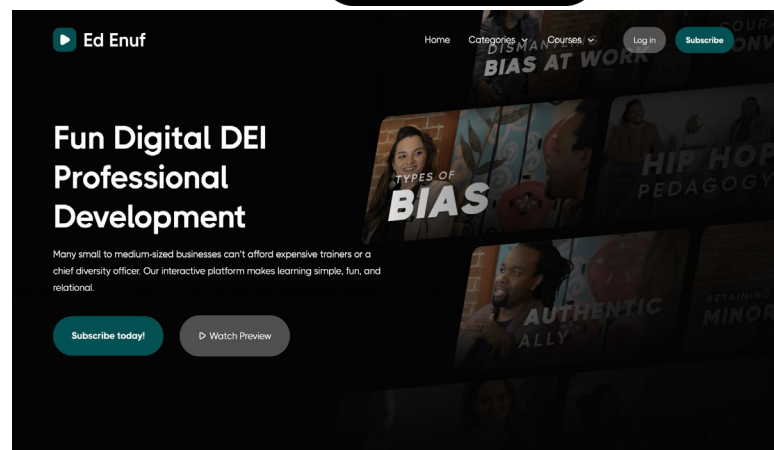 Ed Enuf
Home
Categories
Courses
Log in
Subscribe
DISMANTLING
BIAS AT WORK
Fun Digital DEI
Professional
Development
Many small to medium-sized businesses can't afford expensive trainers or a
chief diversity officer. Our interactive platform makes learning simple, fun, and
relational.
Subscribe today!
Watch Preview
TYPES OF
BIAS
HIP HOP
PEDAGOGY
AUTHENTIC
ALLY
RETAINING
MINOR